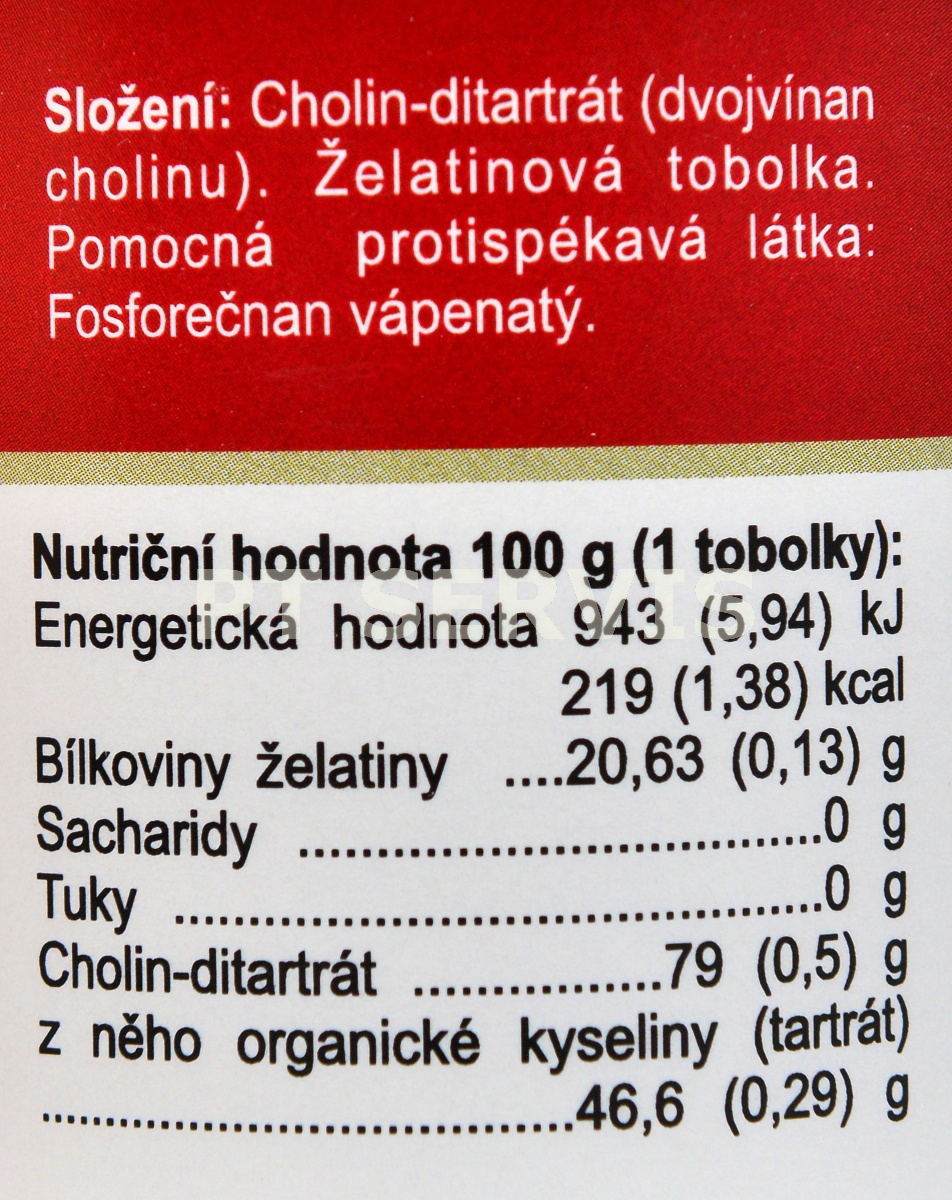 Složení: Cholin-ditartrát (dvojvínan
cholinu). Želatinová tobolka.
Pomocná protispékavá látka:
Fosforečnan vápenatý.
Nutriční hodnota 100 g (1 tobolky):
PT SERVIS
Energetická hodnota 943 (5,94) kJ
219 (1,38) kcal
Bílkoviny želatiny ....20,63 (0,13) g
Sacharidy ....................................0 g
Tuky .............................................0 g
Cholin-ditartrát .................79 (0,5) g
z něho organické kyseliny (tartrát)
.....................................46,6 (0,29) g